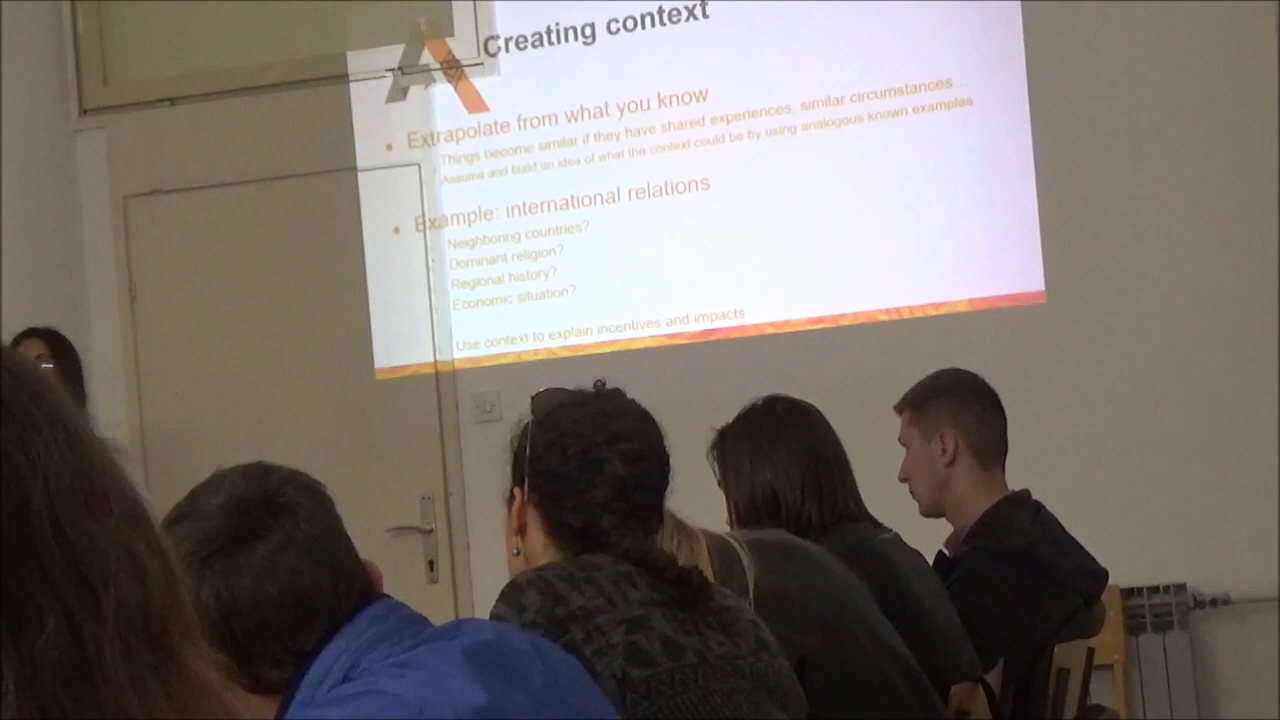 Creating context
• Extrapolate from what you know
Things become similar if they have shared experiences, similar circumstances...
Assume and build an idea of what the context could be by using analogous known examples
• Example: international relations
Neighboring countries?
Dominant religion?
Regional history?
Economic situation?
Use context to explain incentives and impacts